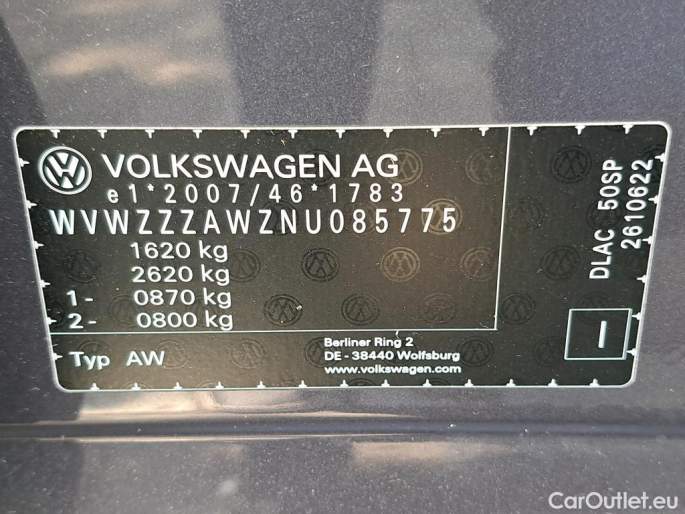 VOLKSWAGEN AG
e1*2007/46*1783
WVWZZZAWZNU085775
1620 kg
2620 kg
1- 0870 kg
2- 0800 kg
Typ AW
Berliner Ring 2
DE - 38440 Wolfsburg
www.volkswagen.com
DLAC 50SP
2610622
I
CarOutlet.eu